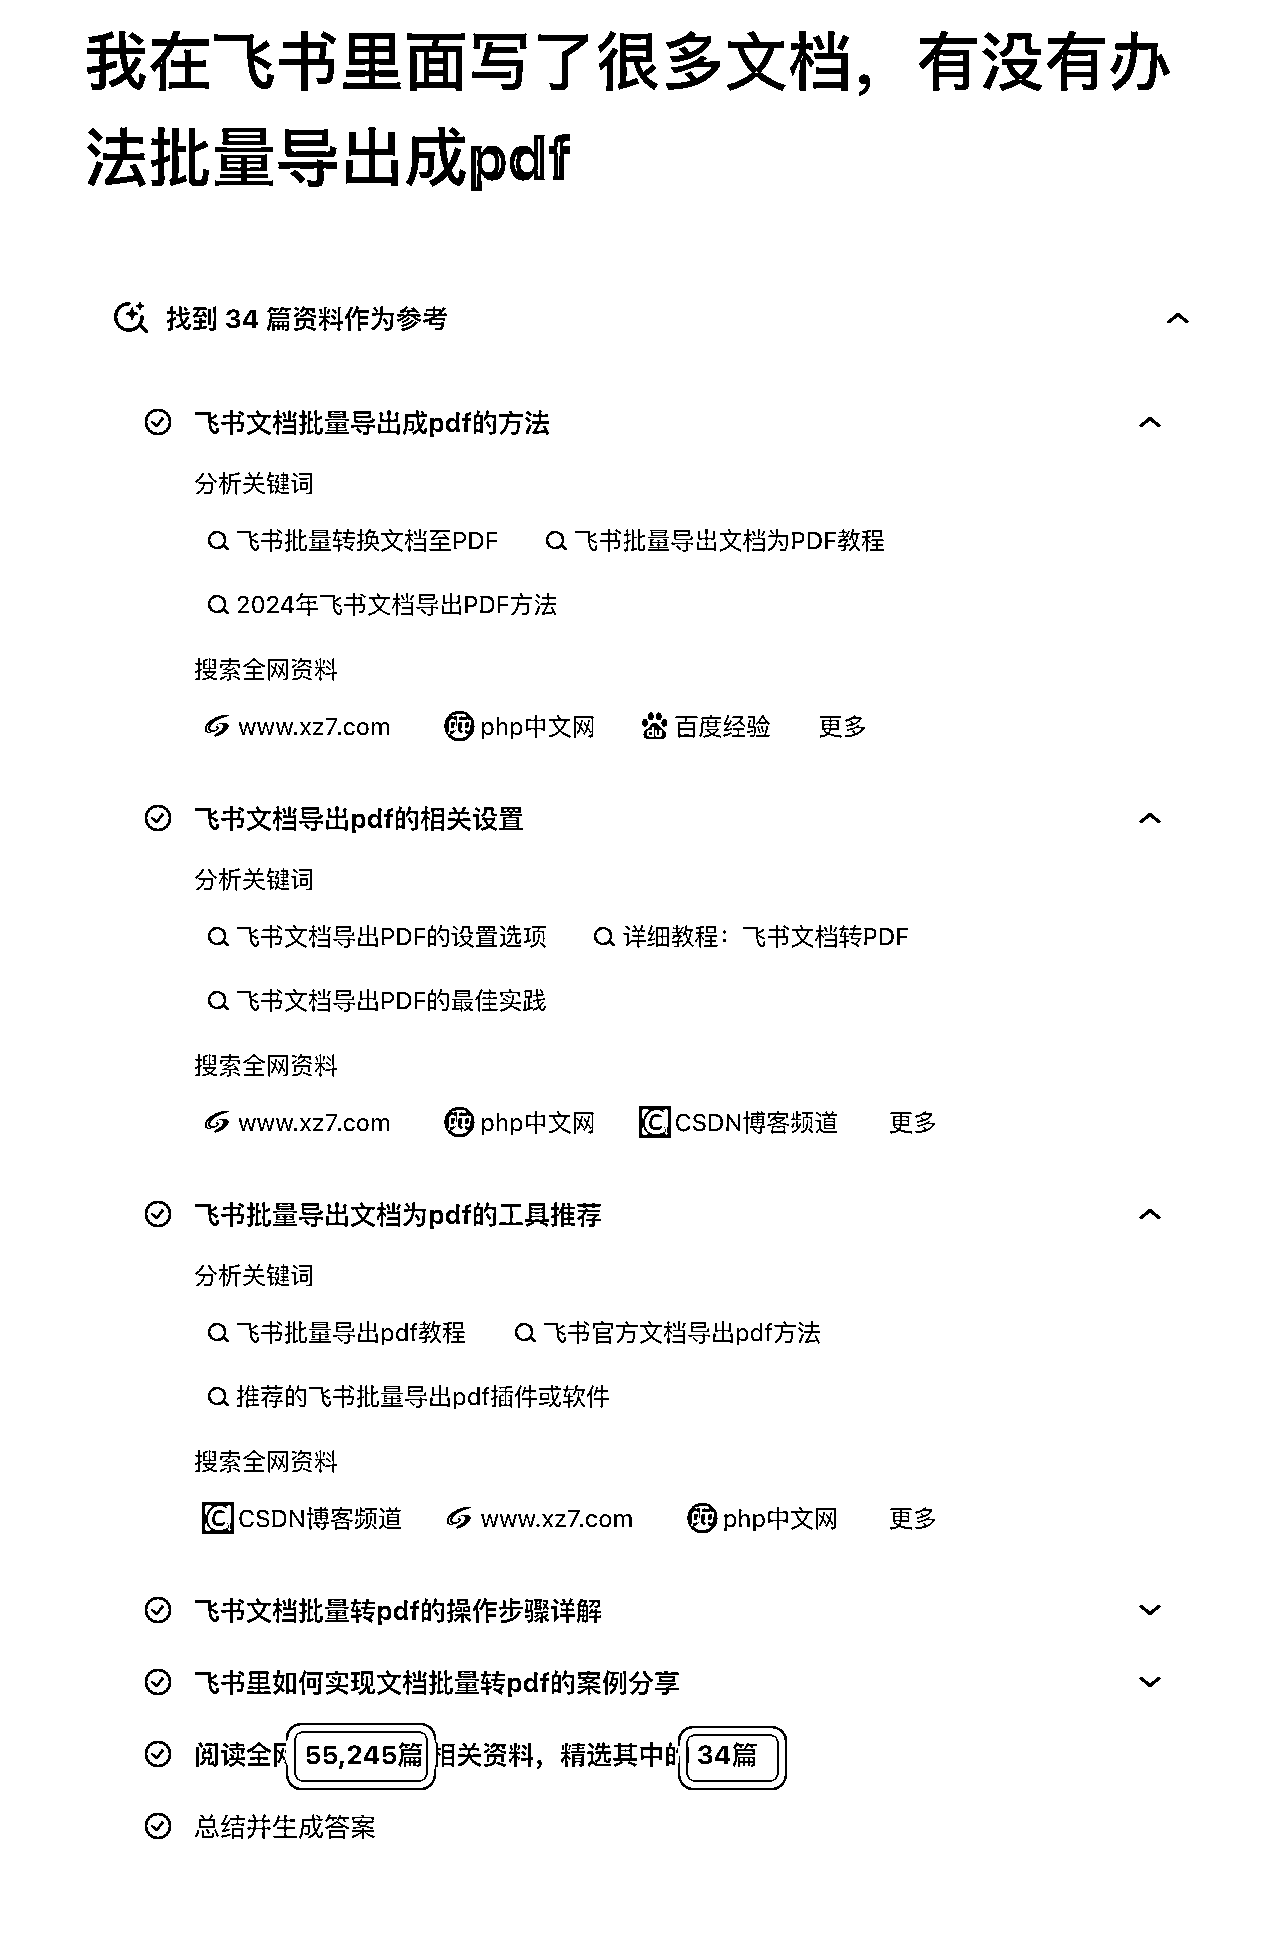 我在飞书里面写了很多文档，有没有办
法批量导出成pdf
找到 34 篇资料作为参考
飞书文档批量导出成pdf的方法
分析关键词
飞书批量转换文档至PDF 飞书批量导出文档为PDF教程
2024年飞书文档导出PDF方法
搜索全网资料
www.xz7.com php中文网 百度经验 更多
飞书文档导出pdf的相关设置
分析关键词
飞书文档导出PDF的设置选项 详细教程：飞书文档转PDF
飞书文档导出PDF的最佳实践
搜索全网资料
www.xz7.com php中文网 CSDN博客频道 更多
飞书批量导出文档为pdf的工具推荐
分析关键词
飞书批量导出pdf教程 飞书官方文档导出pdf方法
推荐的飞书批量导出pdf插件或软件
搜索全网资料
CSDN博客频道 www.xz7.com php中文网 更多
飞书文档批量转pdf的操作步骤详解
飞书里如何实现文档批量转pdf的案例分享
阅读全网 55,245篇 相关资料，精选其中的 34篇
总结并生成答案